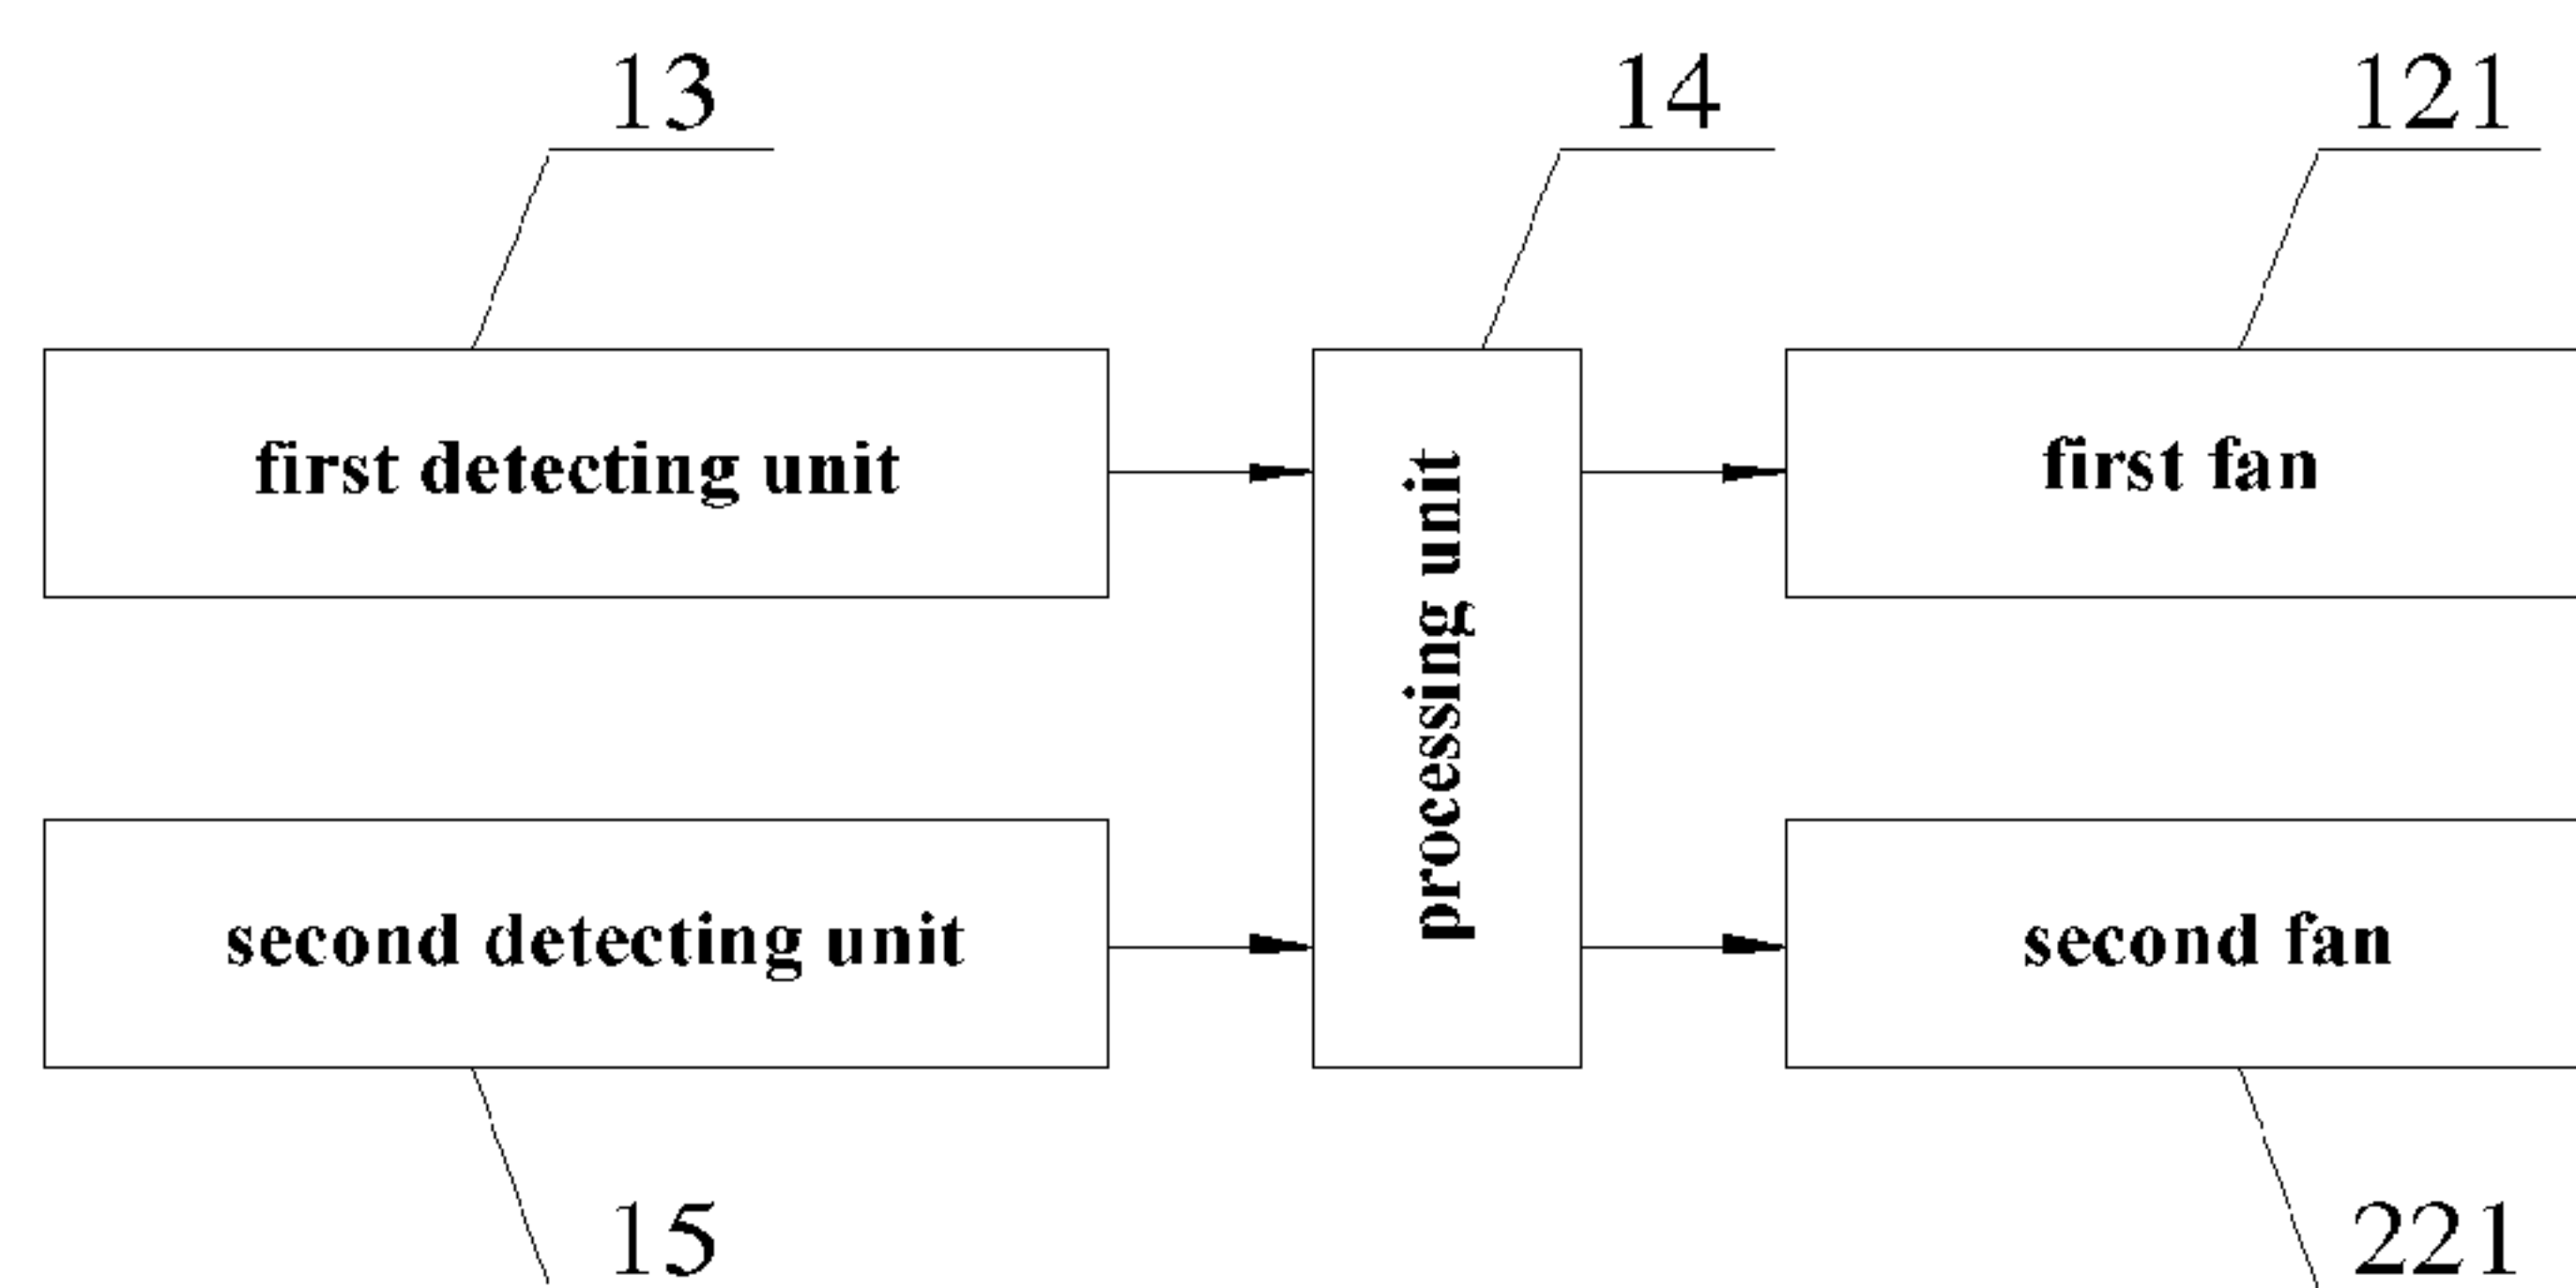 13
14
121
first detecting unit
processing unit
first fan
second detecting unit
second fan
15
221